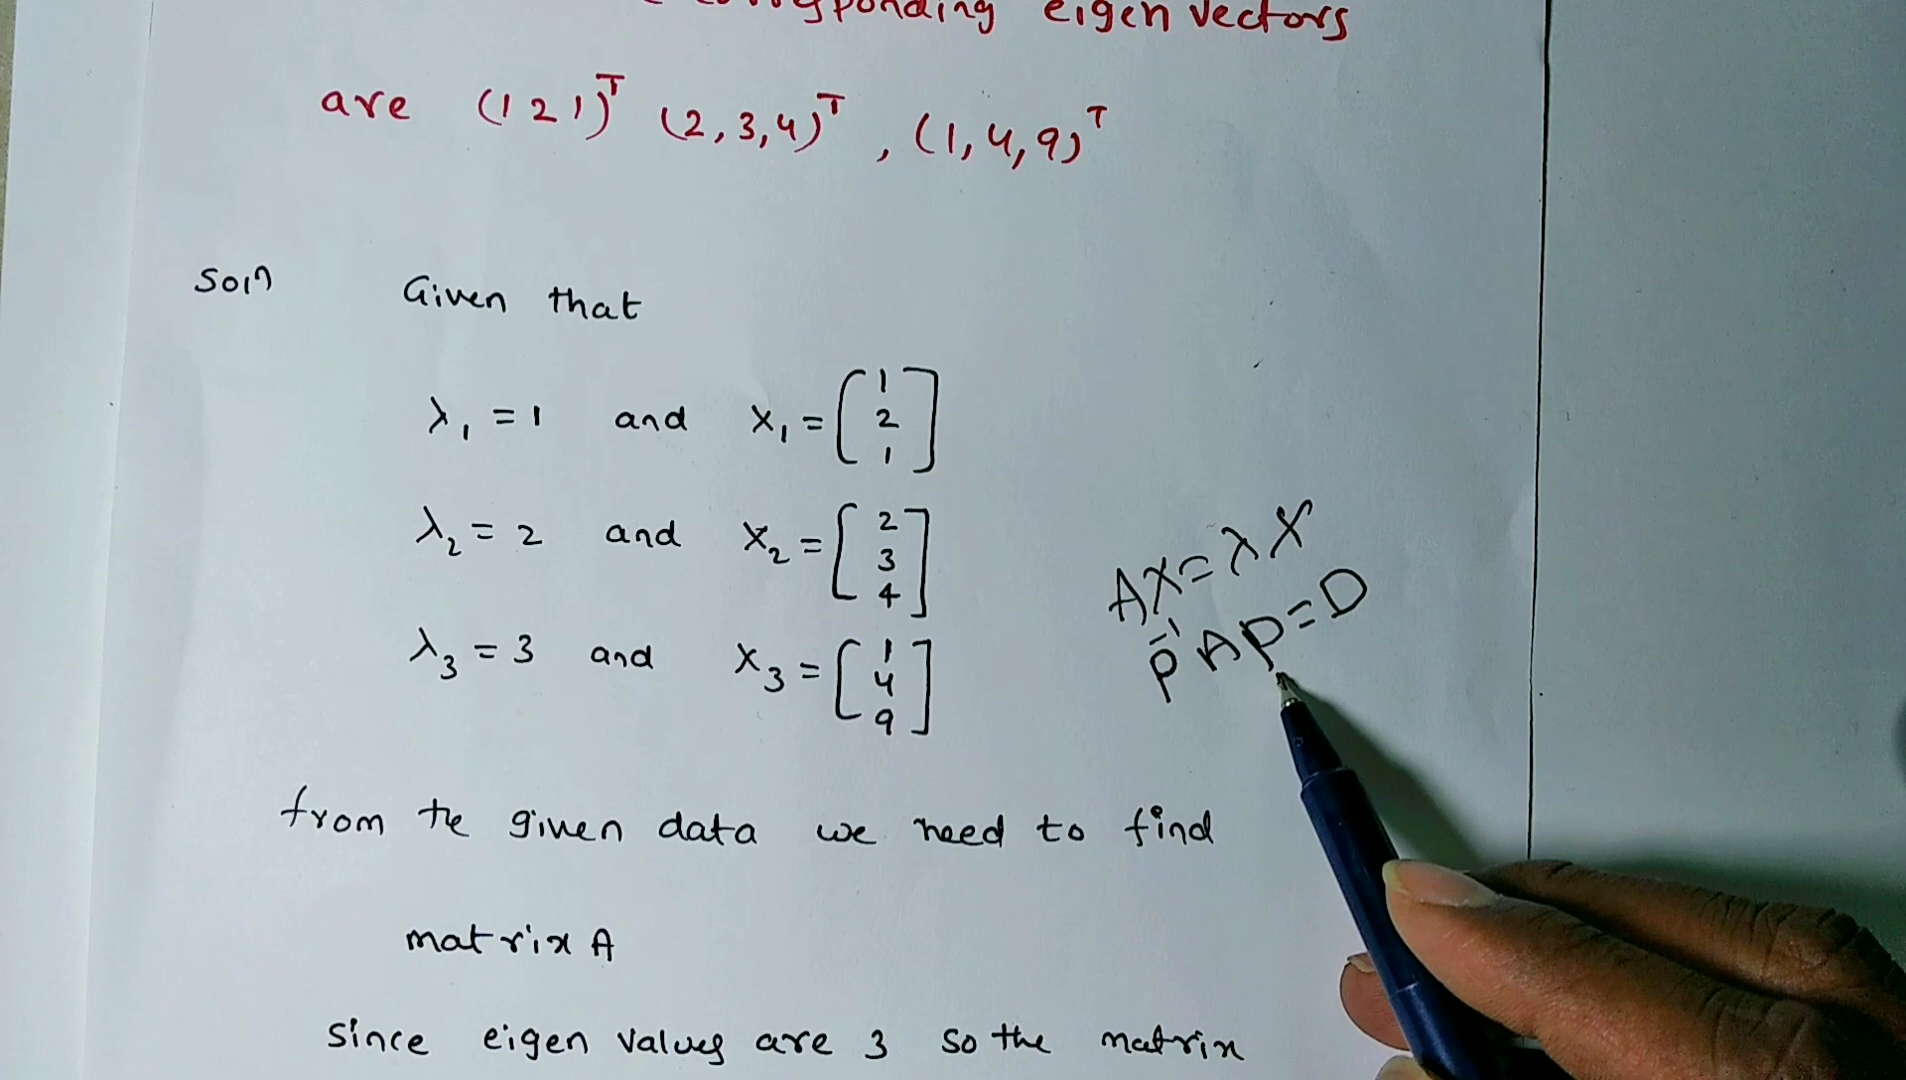 corresponding eigen vectors
are (1 2 1)ᵀ (2,3,4)ᵀ , (1,4,9)ᵀ
Soln Given that
λ₁ = 1 and X₁ = [1 2 1]
λ₂ = 2 and X₂ = [2 3 4]
λ₃ = 3 and X₃ = [1 4 9]
AX=λX
P⁻¹AP=D
from the given data we need to find
matrix A
Since eigen values are 3 so the matrix